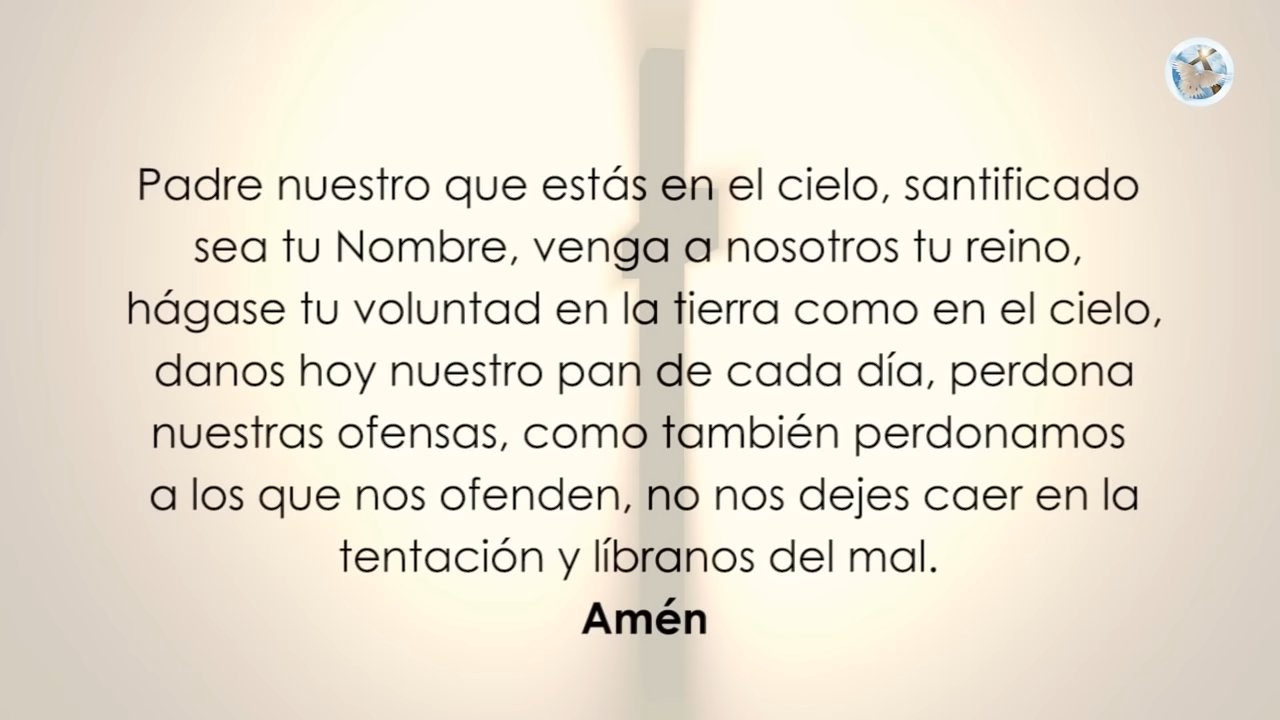 Padre nuestro que estás en el cielo, santificado
sea tu Nombre, venga a nosotros tu reino,
hágase tu voluntad en la tierra como en el cielo,
danos hoy nuestro pan de cada día, perdona
nuestras ofensas, como también perdonamos
a los que nos ofenden, no nos dejes caer en la
tentación y líbranos del mal.
Amén